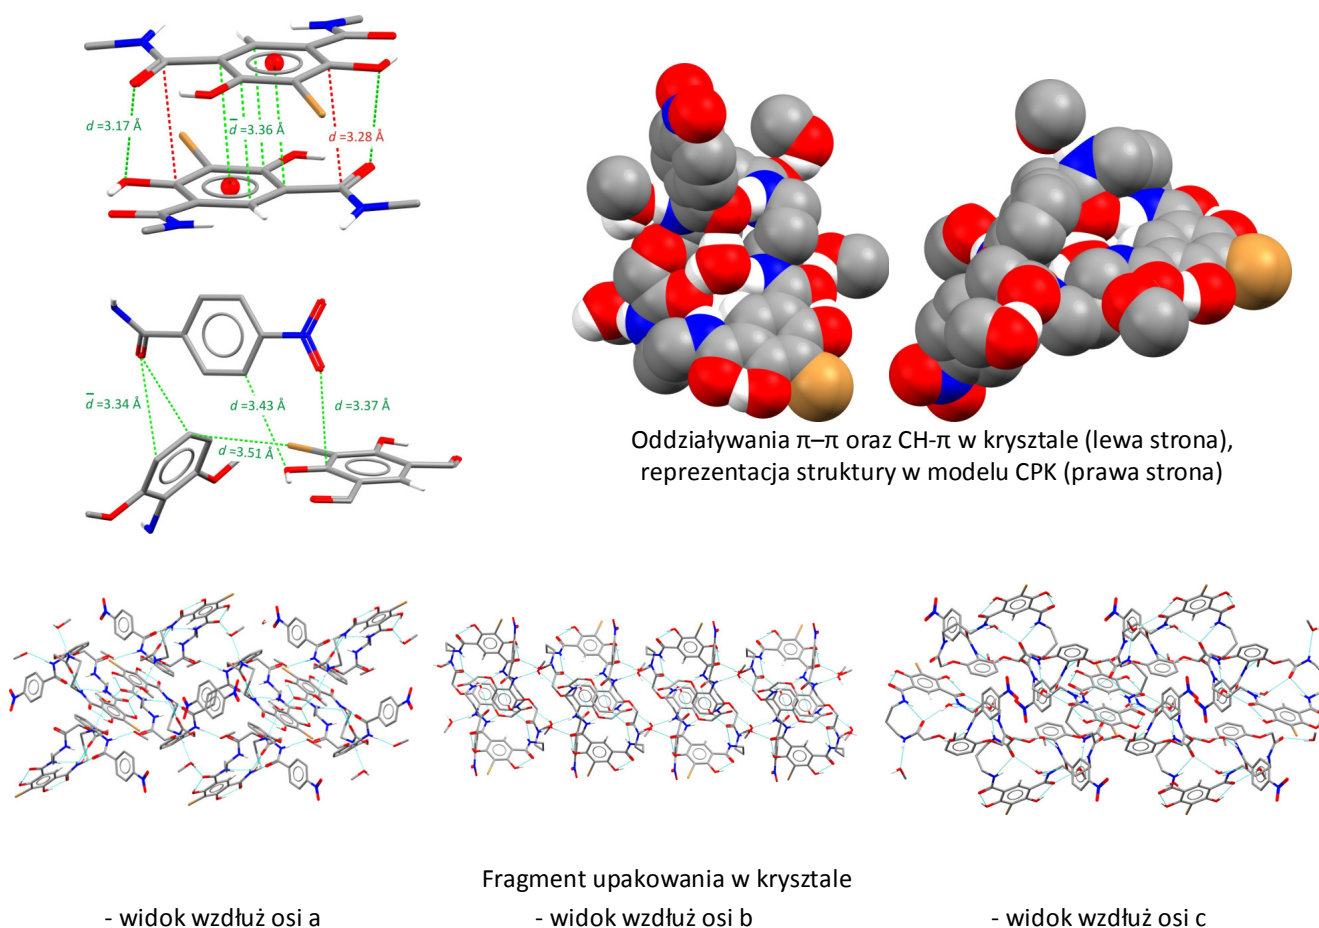 d =3.17 Å
d̄ =3.36 Å
d =3.28 Å
d̄ =3.34 Å
d =3.43 Å
d =3.37 Å
d =3.51 Å
Oddziaływania π–π oraz CH-π w krysztale (lewa strona),
reprezentacja struktury w modelu CPK (prawa strona)
Fragment upakowania w krysztale
- widok wzdłuż osi a
- widok wzdłuż osi b
- widok wzdłuż osi c